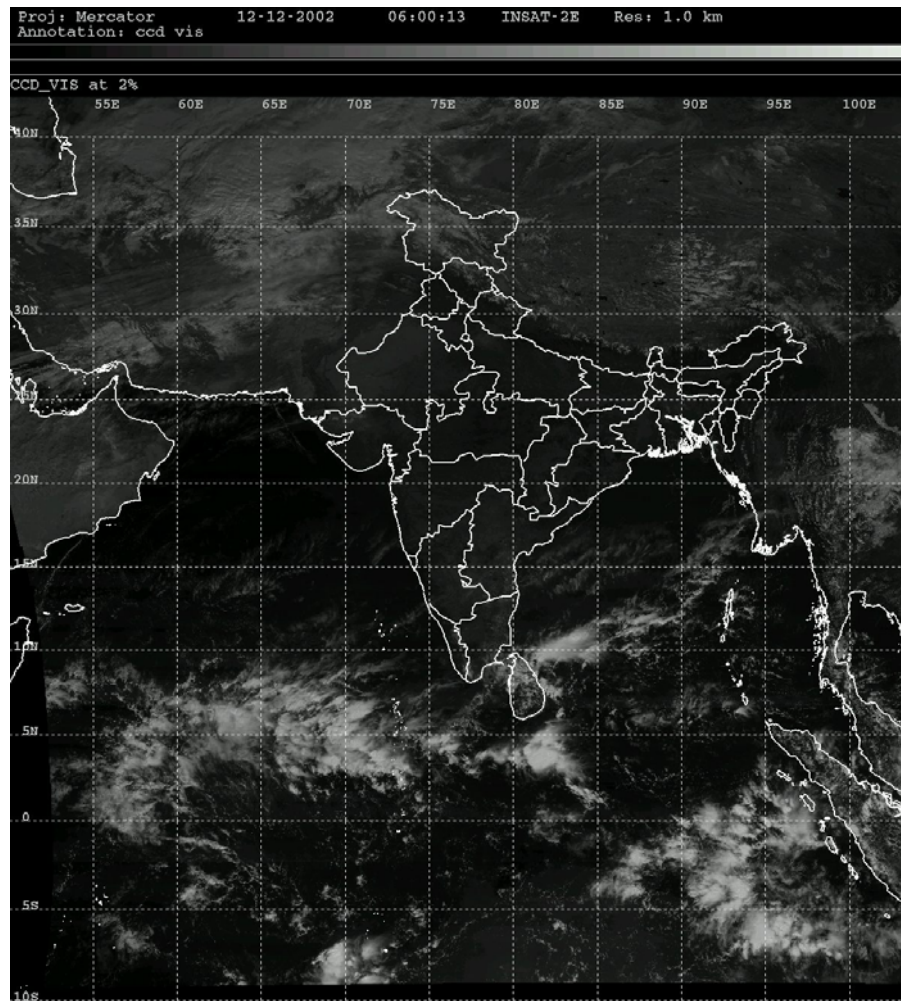 Proj: Mercator 12-12-2002 06:00:13 INSAT-2E Res: 1.0 km
Annotation: ccd vis
CCD_VIS at 2%
55E 60E 65E 70E 75E 80E 85E 90E 95E 100E
40N
35N
30N
25N
20N
15N
10N
5N
0
5S
10S